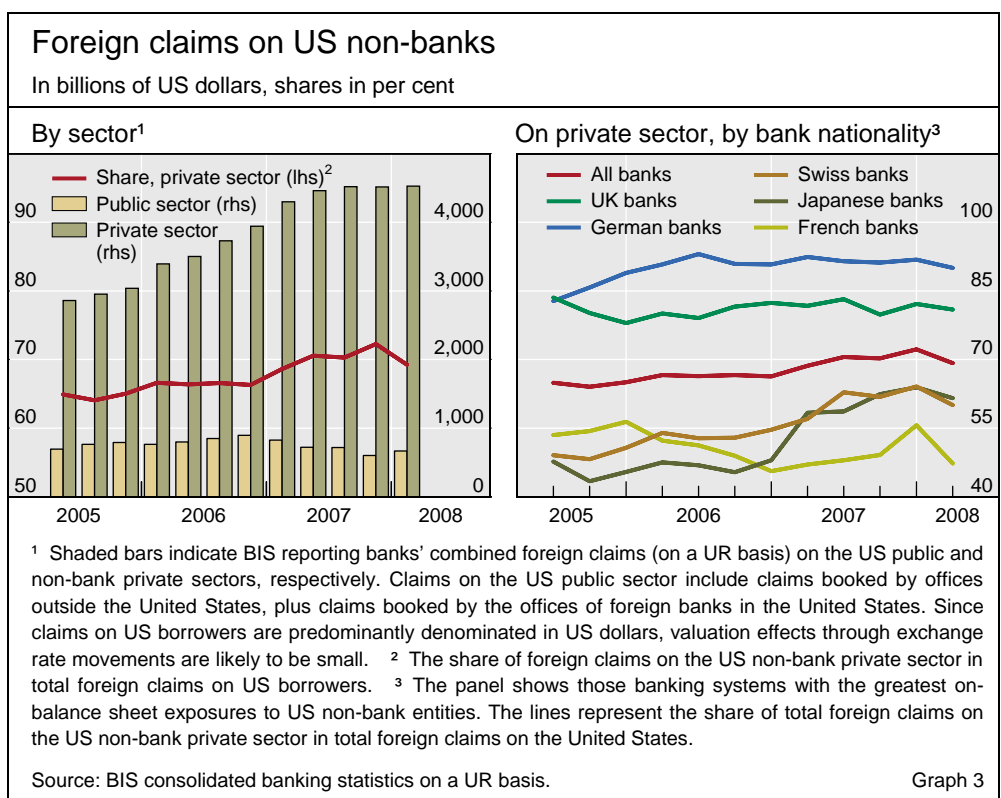 Foreign claims on US non-banks
In billions of US dollars, shares in per cent
By sector¹
Share, private sector (lhs)²
Public sector (rhs)
Private sector
(rhs)
90
80
70
60
50
4,000
3,000
2,000
1,000
0
2005
2006
2007
2008
On private sector, by bank nationality³
All banks
UK banks
German banks
Swiss banks
Japanese banks
French banks
100
85
70
55
40
2005
2006
2007
2008
¹ Shaded bars indicate BIS reporting banks’ combined foreign claims (on a UR basis) on the US public and
non-bank private sectors, respectively. Claims on the US public sector include claims booked by offices
outside the United States, plus claims booked by the offices of foreign banks in the United States. Since
claims on US borrowers are predominantly denominated in US dollars, valuation effects through exchange
rate movements are likely to be small. ² The share of foreign claims on the US non-bank private sector in
total foreign claims on US borrowers. ³ The panel shows those banking systems with the greatest on-
balance sheet exposures to US non-bank entities. The lines represent the share of total foreign claims on
the US non-bank private sector in total foreign claims on the United States.
Source: BIS consolidated banking statistics on a UR basis.
Graph 3